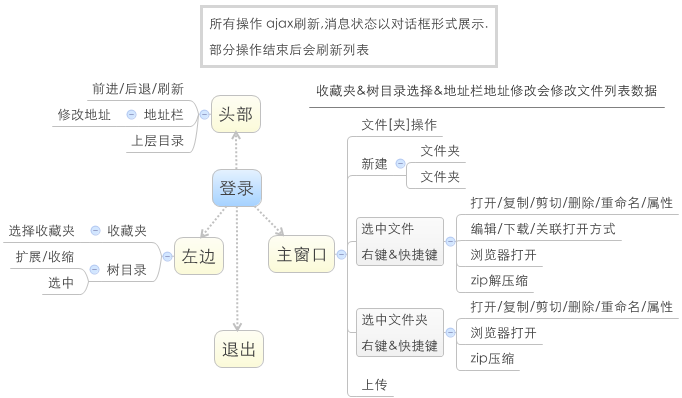 所有操作 ajax刷新,消息状态以对话框形式展示.
部分操作结束后会刷新列表
收藏夹&树目录选择&地址栏地址修改会修改文件列表数据
前进/后退/刷新
修改地址
地址栏
上层目录
头部
登录
选择收藏夹
收藏夹
扩展/收缩
选中
树目录
左边
退出
主窗口
文件[夹]操作
新建
文件夹
文件夹
选中文件
右键&快捷键
打开/复制/剪切/删除/重命名/属性
编辑/下载/关联打开方式
浏览器打开
zip解压缩
选中文件夹
右键&快捷键
打开/复制/剪切/删除/重命名/属性
浏览器打开
zip压缩
上传